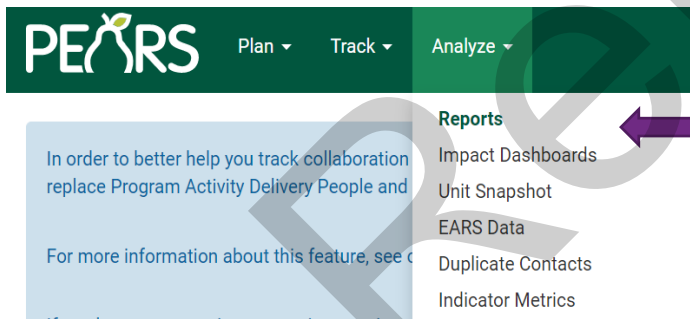 PEARS Plan Track Analyze
Reports
In order to better help you track collaboration
Impact Dashboards
replace Program Activity Delivery People and
Unit Snapshot
EARS Data
For more information about this feature, see
Duplicate Contacts
Indicator Metrics